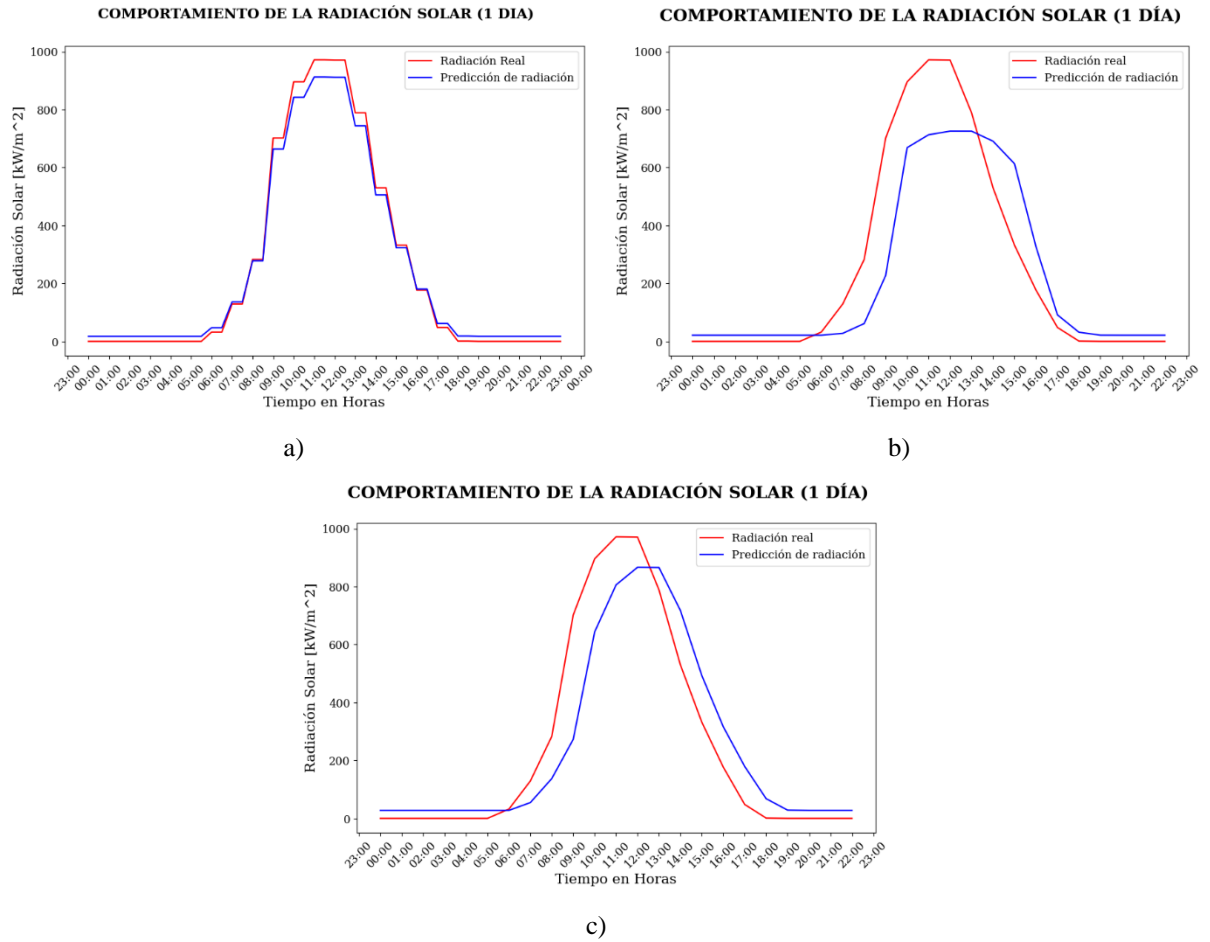 COMPORTAMIENTO DE LA RADIACIÓN SOLAR (1 DIA)
Radiación Solar [kW/m^2]
1000
800
600
400
200
0
Radiación Real
Predicción de radiación
23:00 00:00 01:00 02:00 03:00 04:00 05:00 06:00 07:00 08:00 09:00 10:00 11:00 12:00 13:00 14:00 15:00 16:00 17:00 18:00 19:00 20:00 21:00 22:00 23:00 00:00
Tiempo en Horas
a)
COMPORTAMIENTO DE LA RADIACIÓN SOLAR (1 DÍA)
Radiación Solar [kW/m^2]
1000
800
600
400
200
0
Radiación real
Predicción de radiación
23:00 00:00 01:00 02:00 03:00 04:00 05:00 06:00 07:00 08:00 09:00 10:00 11:00 12:00 13:00 14:00 15:00 16:00 17:00 18:00 19:00 20:00 21:00 22:00 23:00
Tiempo en Horas
b)
COMPORTAMIENTO DE LA RADIACIÓN SOLAR (1 DÍA)
Radiación Solar [kW/m^2]
1000
800
600
400
200
0
Radiación real
Predicción de radiación
23:00 00:00 01:00 02:00 03:00 04:00 05:00 06:00 07:00 08:00 09:00 10:00 11:00 12:00 13:00 14:00 15:00 16:00 17:00 18:00 19:00 20:00 21:00 22:00 23:00
Tiempo en Horas
c)